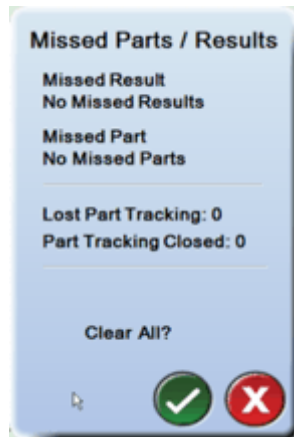 Missed Parts / Results
Missed Result
No Missed Results
Missed Part
No Missed Parts
Lost Part Tracking: 0
Part Tracking Closed: 0
Clear All?